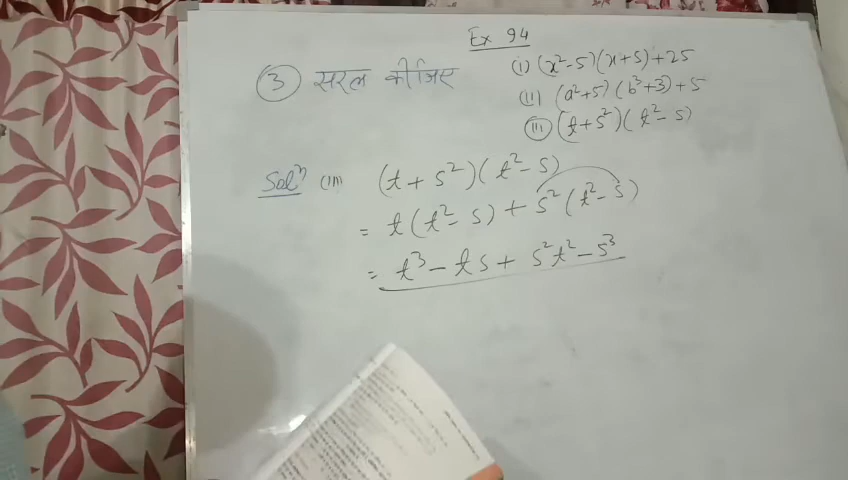 Ex 94
③ सरल कीजिए
(i) (x²-5)(x+5)+25
(ii) (a²+5)(b³+3)+5
(iii) (t+s²)(t²-s)
Solⁿ (iii) (t+s²)(t²-s)
= t(t²-s)+s²(t²-s)
= t³-ts+s²t²-s³